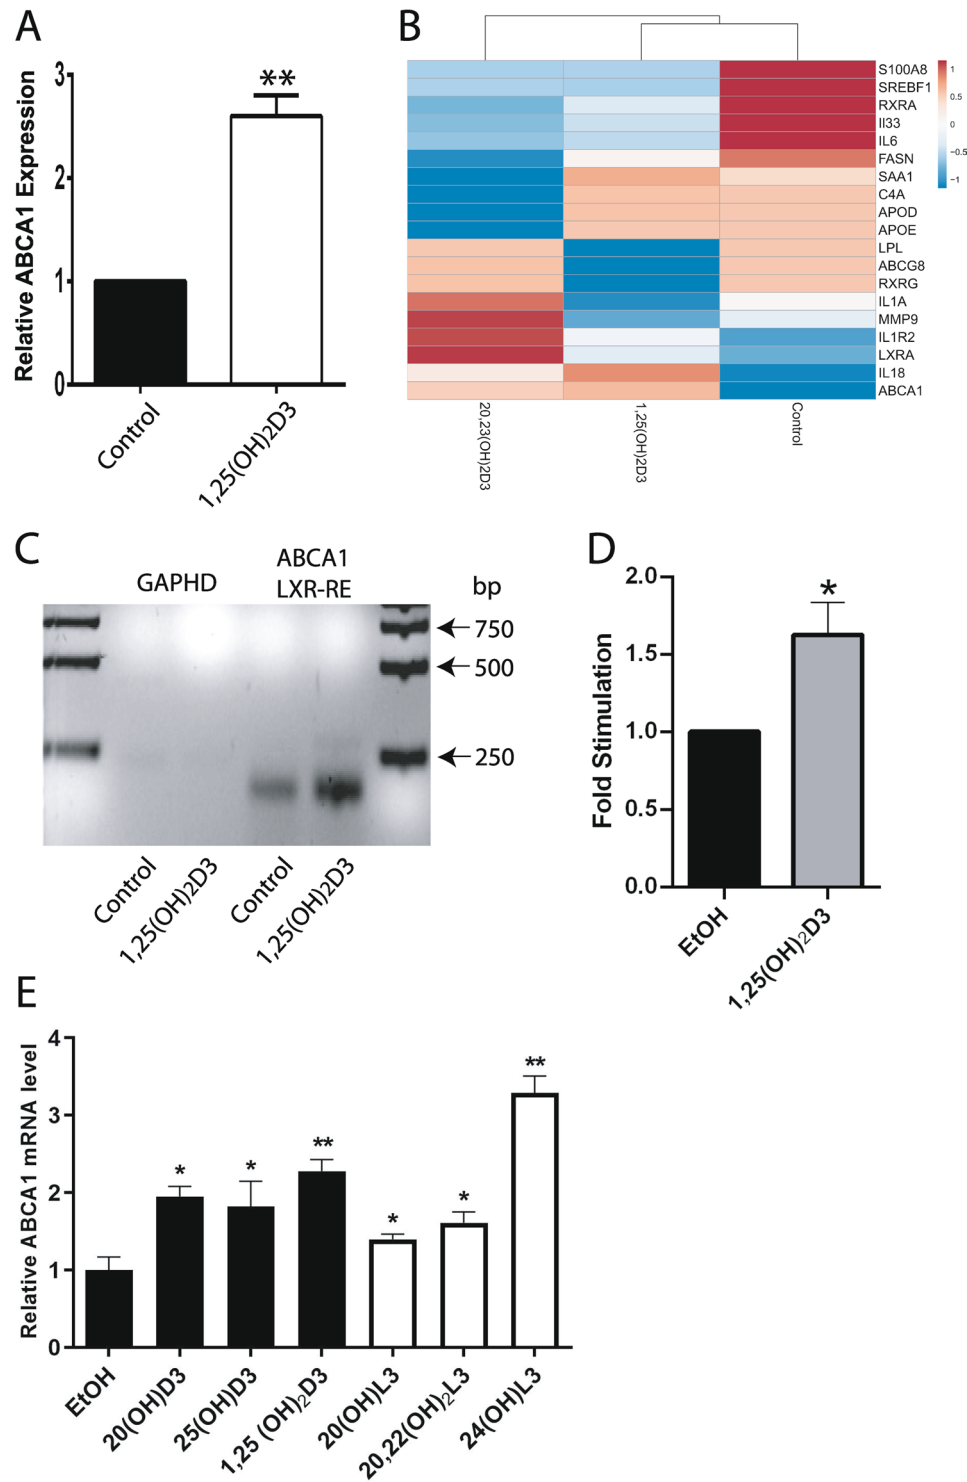 A
Relative ABCA1 Expression
3
2
1
0
**
Control
1,25(OH)2D3
B
S100A8
SREBF1
RXRA
Il33
IL6
FASN
SAA1
C4A
APOD
APOE
LPL
ABCG8
RXRG
IL1A
MMP9
IL1R2
LXRA
IL18
ABCA1
1
0.5
0
−0.5
−1
20,23(OH)2D3
1,25(OH)2D3
Control
C
GAPHD
ABCA1
LXR-RE
bp
750
500
250
Control
1,25(OH)2D3
Control
1,25(OH)2D3
D
Fold Stimulation
2.0
1.5
1.0
0.5
0.0
*
EtOH
1,25(OH)₂D3
E
Relative ABCA1 mRNA level
4
3
2
1
0
*
*
**
*
*
**
EtOH
20(OH)D3
25(OH)D3
1,25 (OH)₂D3
20(OH)L3
20,22(OH)₂L3
24(OH)L3